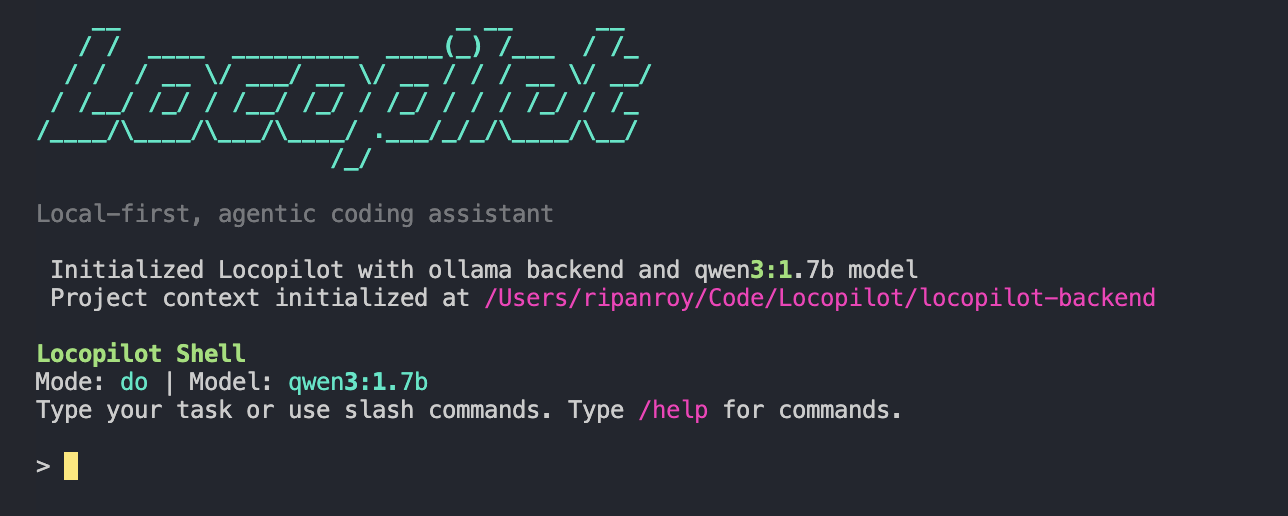 Locopilot
Local-first, agentic coding assistant
Initialized Locopilot with ollama backend and qwen3:1.7b model
Project context initialized at /Users/ripanroy/Code/Locopilot/locopilot-backend
Locopilot Shell
Mode: do | Model: qwen3:1.7b
Type your task or use slash commands. Type /help for commands.
>